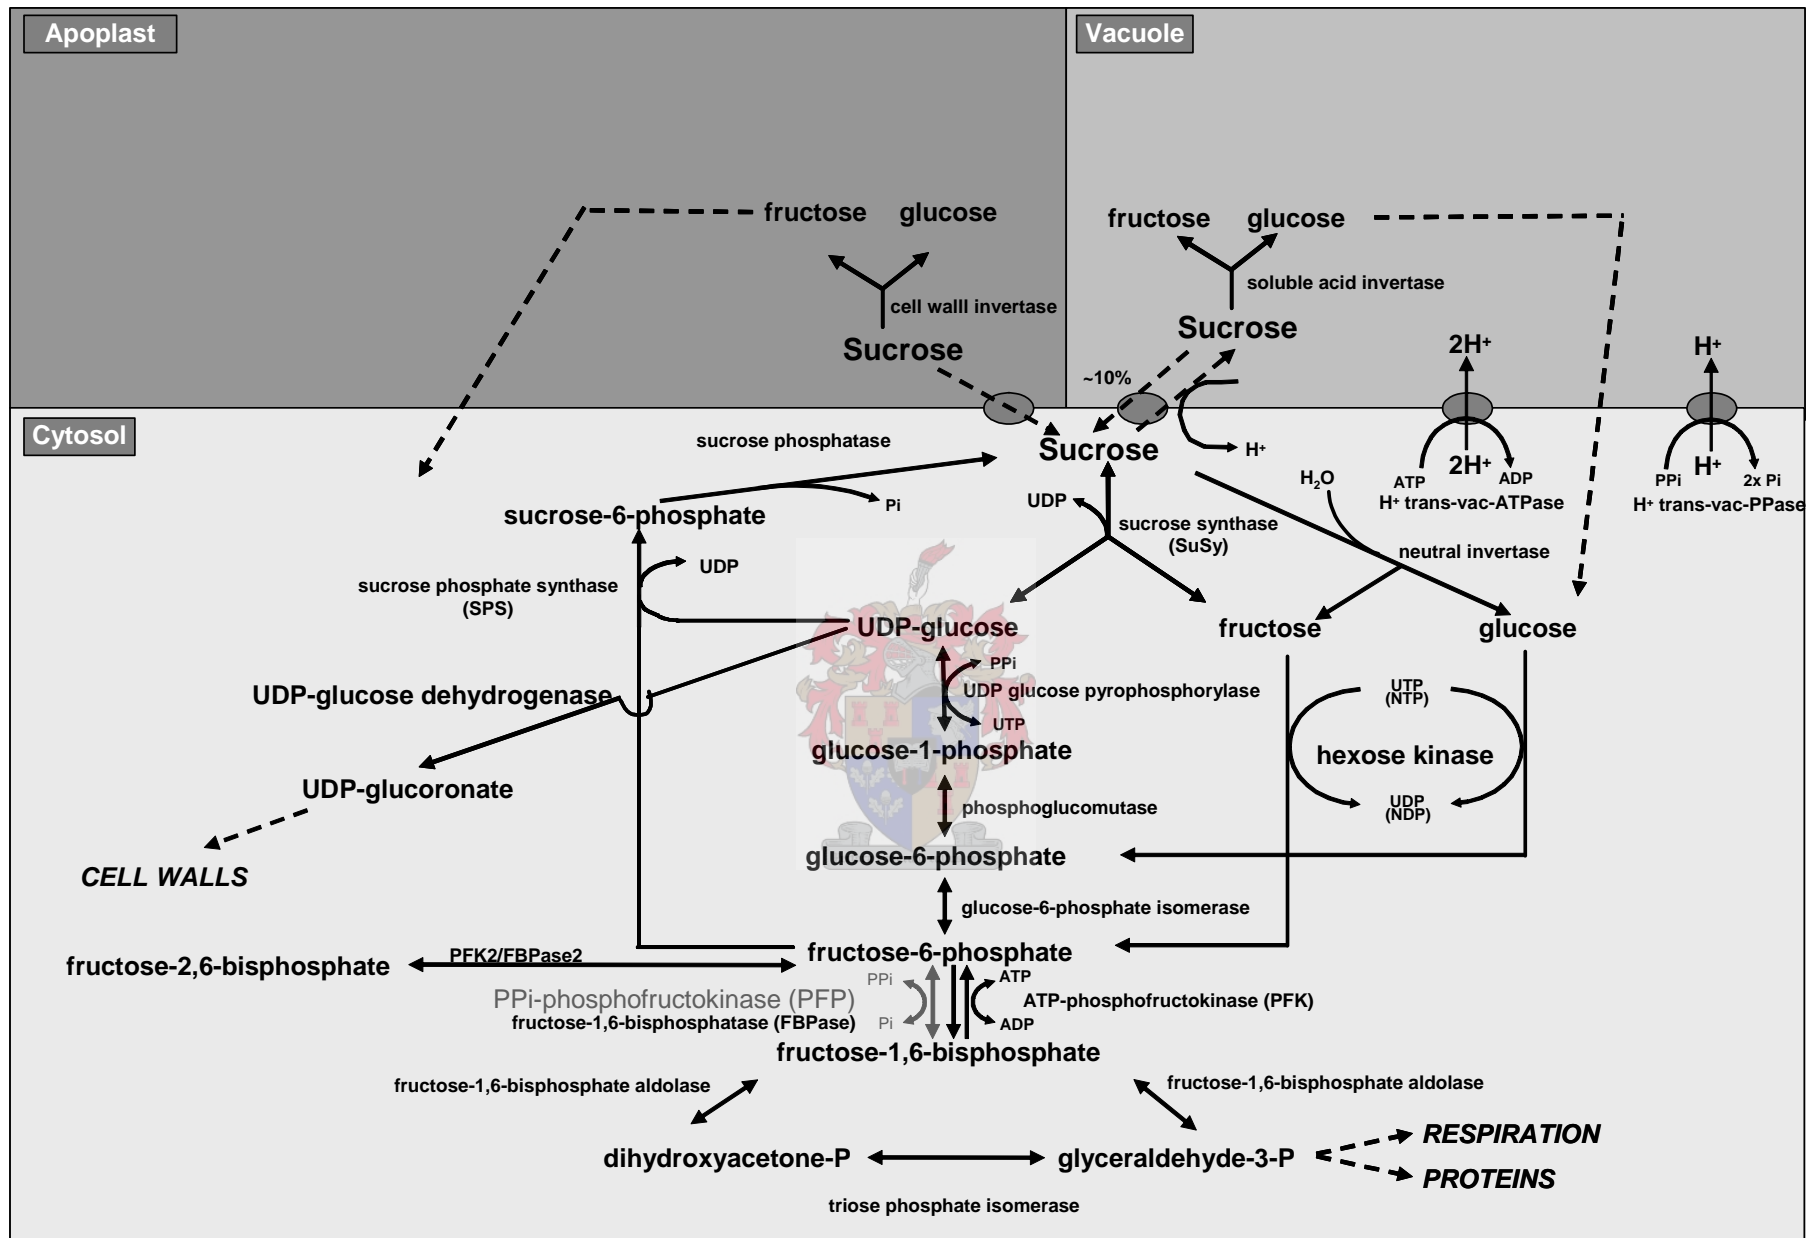 Apoplast
Vacuole
fructose glucose
fructose glucose
soluble acid invertase
cell walll invertase
Sucrose
Sucrose
2H+
H+
~10%
Cytosol
sucrose phosphatase
Sucrose
H+
Pi
H2O
ATP
2H+
ADP
PPi
H+
2x Pi
H+ trans-vac-ATPase
H+ trans-vac-PPase
UDP
sucrose-6-phosphate
sucrose synthase
(SuSy)
neutral invertase
UDP
sucrose phosphate synthase
(SPS)
UDP-glucose
fructose
glucose
PPi
UDP glucose pyrophosphorylase
UTP
UTP
(NTP)
UDP-glucose dehydrogenase
glucose-1-phosphate
hexose kinase
UDP-glucoronate
phosphoglucomutase
UDP
(NDP)
glucose-6-phosphate
CELL WALLS
glucose-6-phosphate isomerase
fructose-6-phosphate
PFK2/FBPase2
fructose-2,6-bisphosphate
PPi
ATP
PPi-phosphofructokinase (PFP)
ATP-phosphofructokinase (PFK)
fructose-1,6-bisphosphatase (FBPase)
Pi
ADP
fructose-1,6-bisphosphate
fructose-1,6-bisphosphate aldolase
fructose-1,6-bisphosphate aldolase
RESPIRATION
dihydroxyacetone-P
glyceraldehyde-3-P
PROTEINS
triose phosphate isomerase